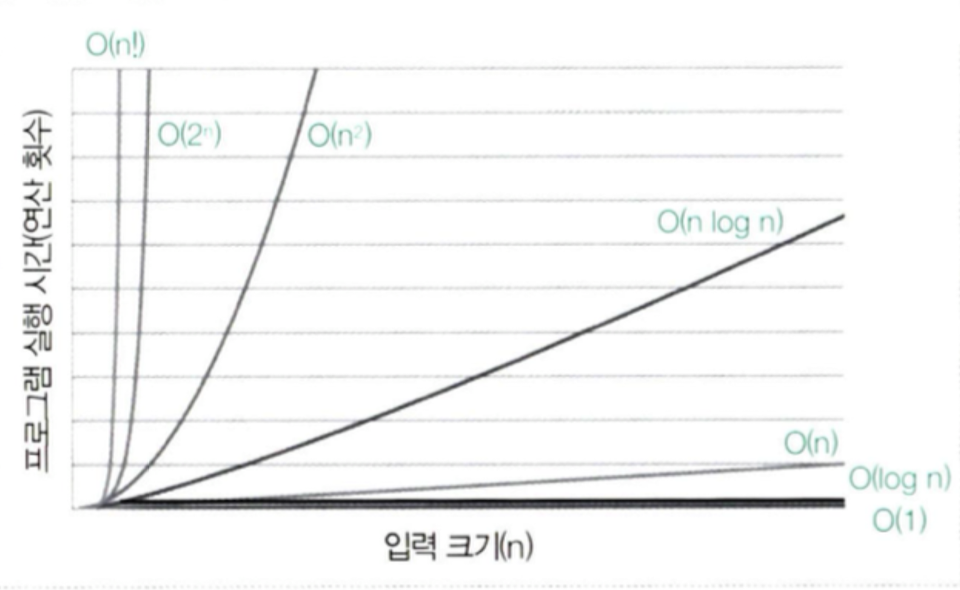 O(n!)
O(2ⁿ)
O(n²)
O(n log n)
O(n)
O(log n)
O(1)
프로그램 실행 시간(연산 횟수)
입력 크기(n)